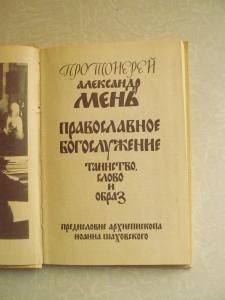 ПРОТОИЕРЕЙ
АЛЕКСАНДР
МЕНЬ
ПРАВОСЛАВНОЕ
БОГОСЛУЖЕНИЕ
ТАИНСТВО,
СЛОВО
И
ОБРАЗ
ПРЕДИСЛОВИЕ АРХИЕПИСКОПА
ИОАННА ШАХОВСКОГО